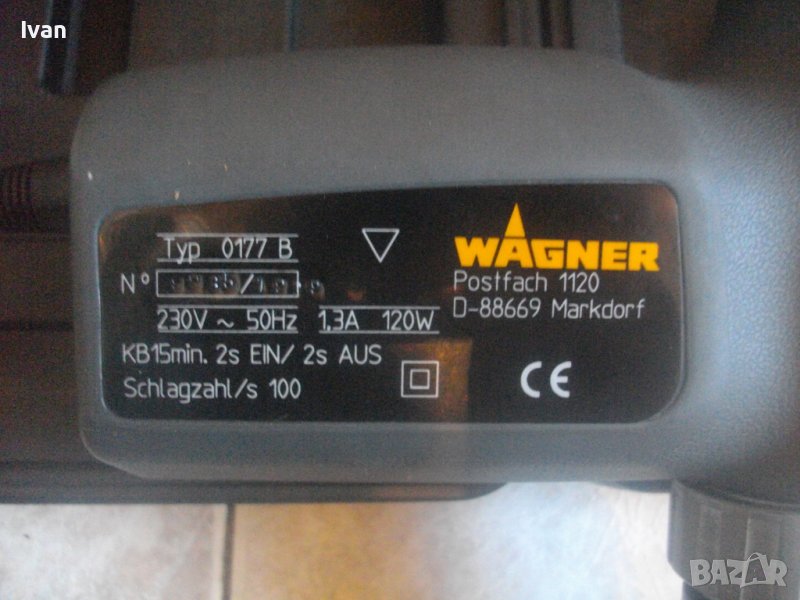 Ivan
Typ 0177 B
WAGNER
Postfach 1120
D-88669 Markdorf
N°
230V ~ 50Hz 1,3A 120W
KB15min. 2s EIN/ 2s AUS
Schlagzahl/s 100
CE
BAZAR